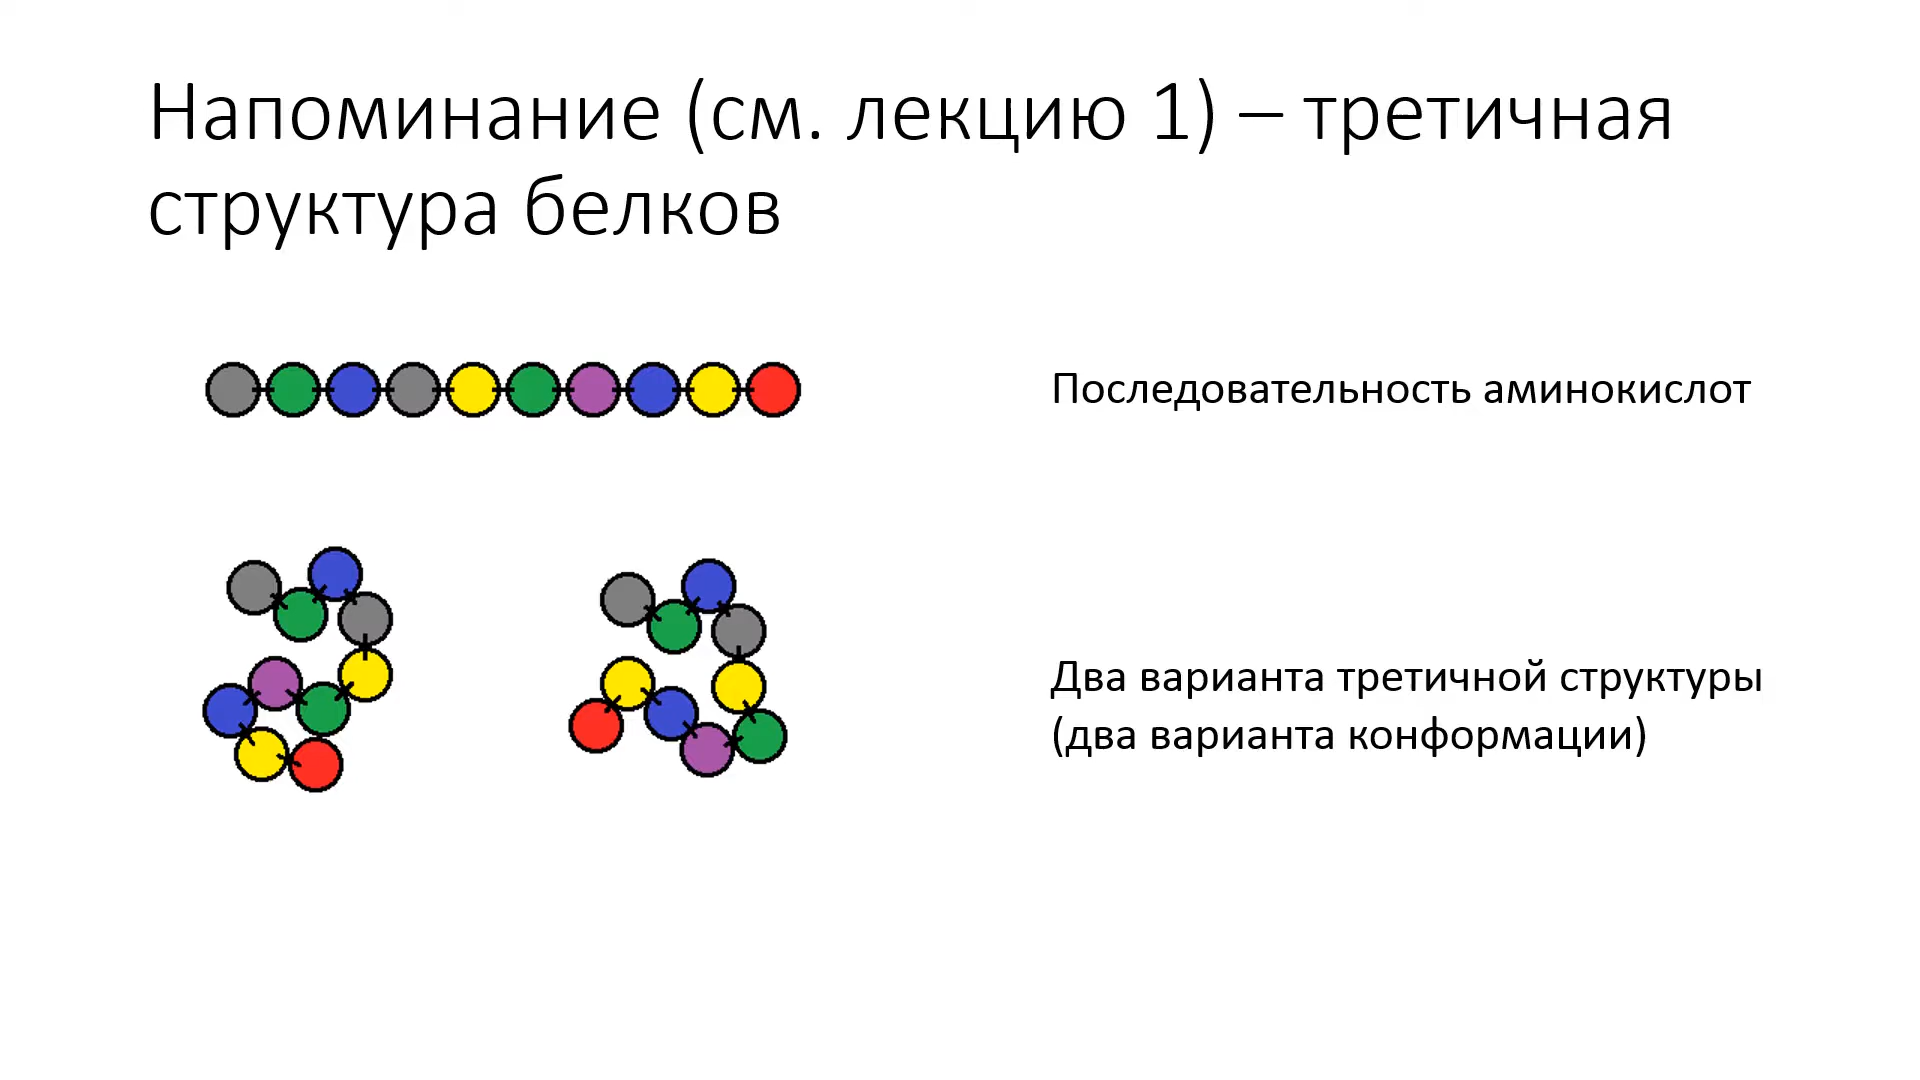 Напоминание (см. лекцию 1) – третичная
структура белков
Последовательность аминокислот
Два варианта третичной структуры
(два варианта конформации)